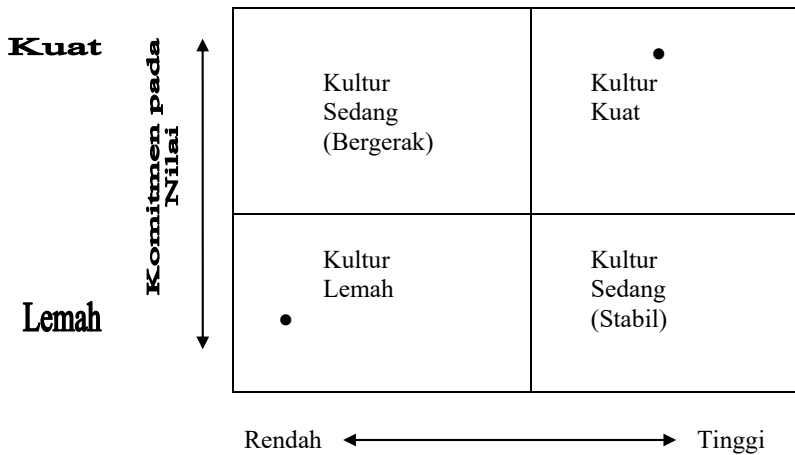 Kuat
Komitmen pada
Nilai
Lemah
Kultur
Sedang
(Bergerak)
Kultur
Kuat
Kultur
Lemah
Kultur
Sedang
(Stabil)
Rendah
Tinggi